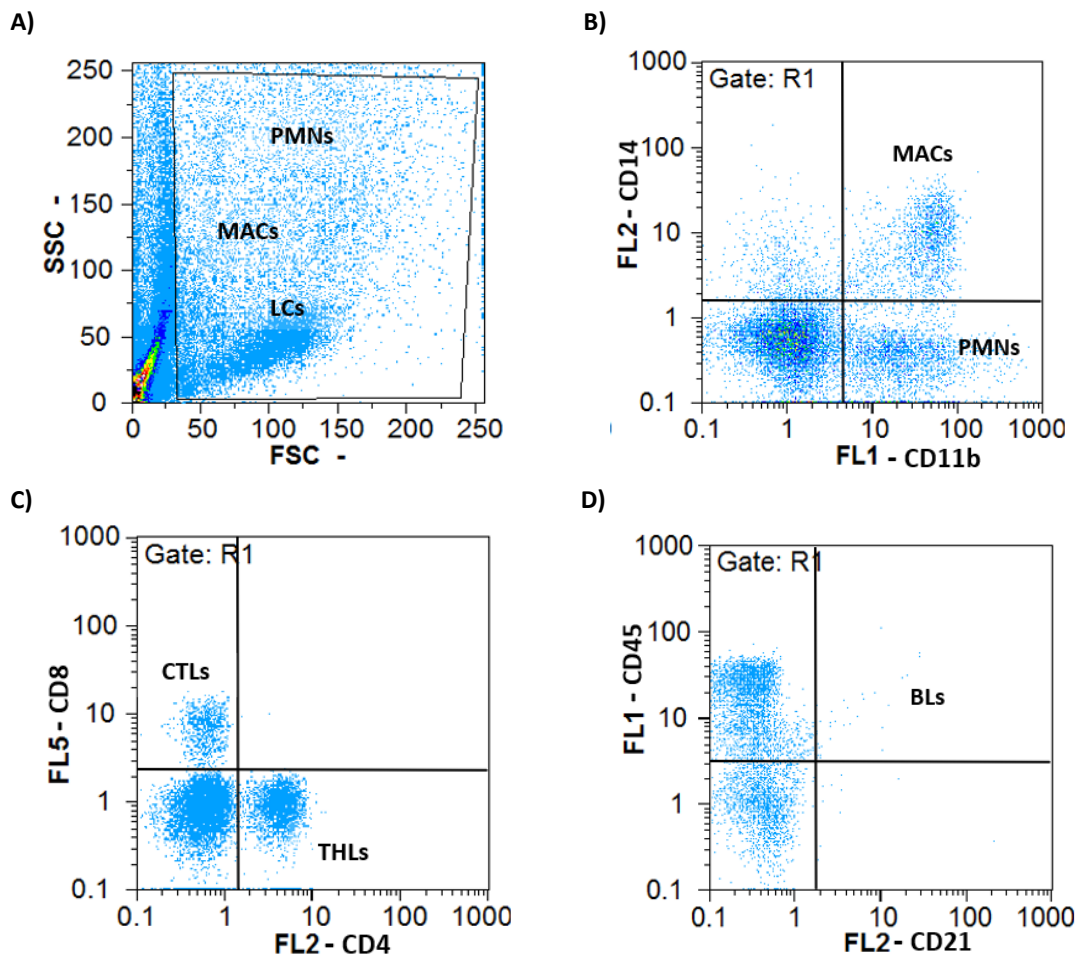 A)
250
200
150
100
50
0
SSC -
PMNs
MACs
LCs
0 50 100 150 200 250
FSC -
B)
1000
100
10
1
0.1
FL2 - CD14
Gate: R1
MACs
PMNs
0.1 1 10 100 1000
FL1 - CD11b
C)
1000
100
10
1
0.1
FL5 - CD8
Gate: R1
CTLs
THLs
0.1 1 10 100 1000
FL2 - CD4
D)
1000
100
10
1
0.1
FL1 - CD45
Gate: R1
BLs
0.1 1 10 100 1000
FL2 - CD21